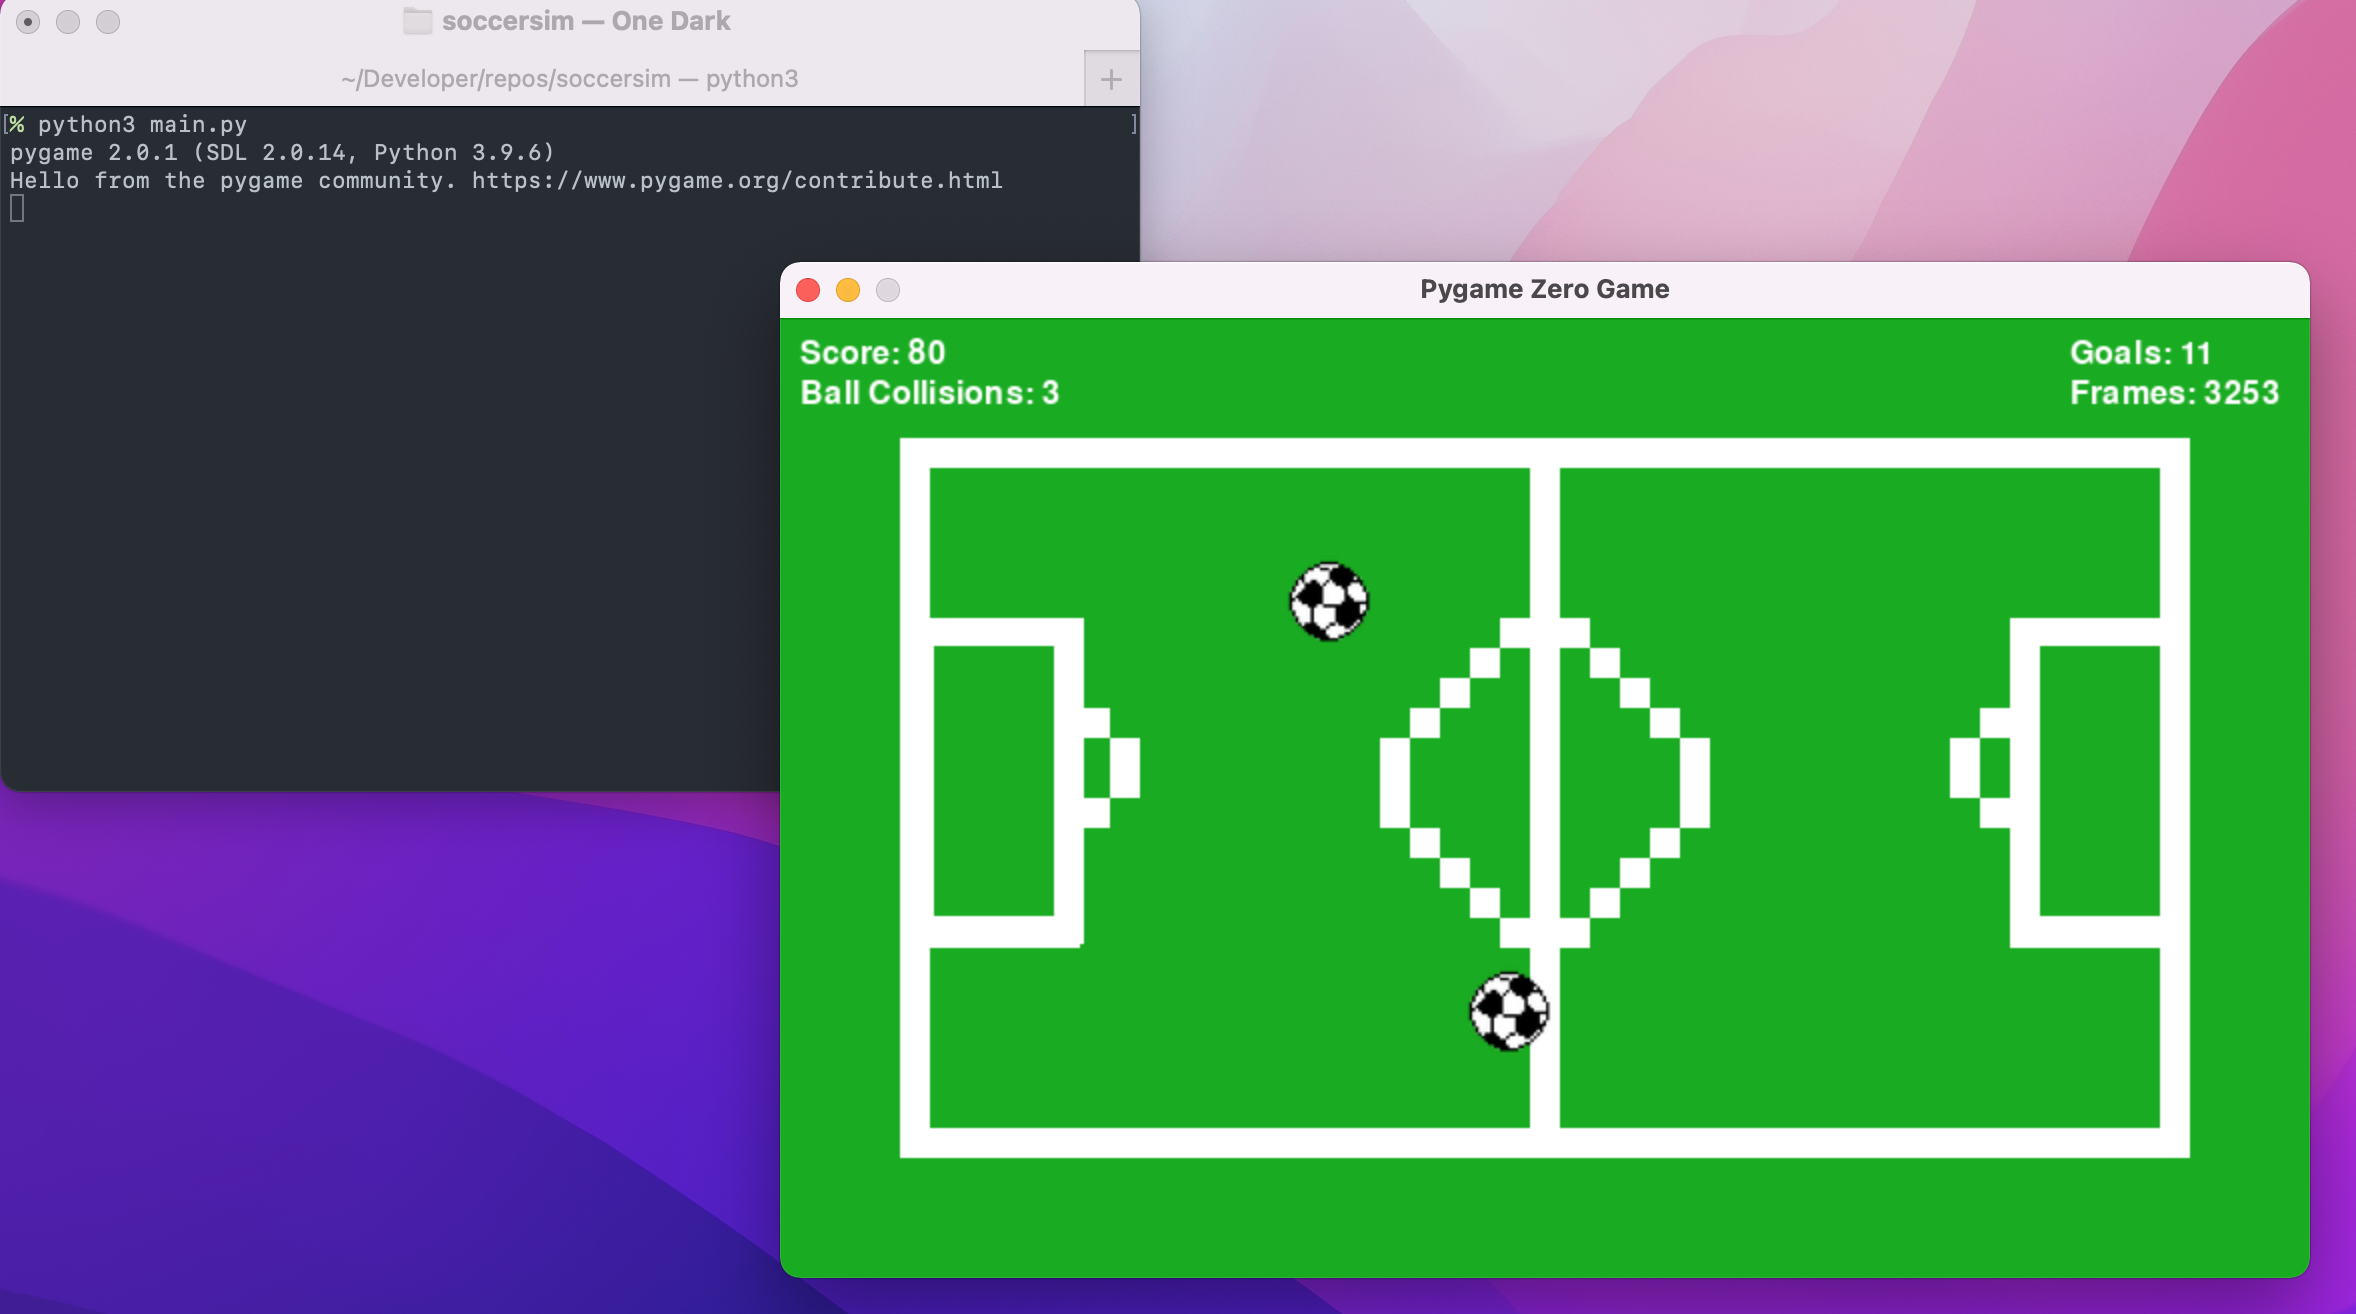 soccersim — One Dark
~/Developer/repos/soccersim — python3
+
[% python3 main.py ]
pygame 2.0.1 (SDL 2.0.14, Python 3.9.6)
Hello from the pygame community. https://www.pygame.org/contribute.html
Pygame Zero Game
Score: 80
Ball Collisions: 3
Goals: 11
Frames: 3253